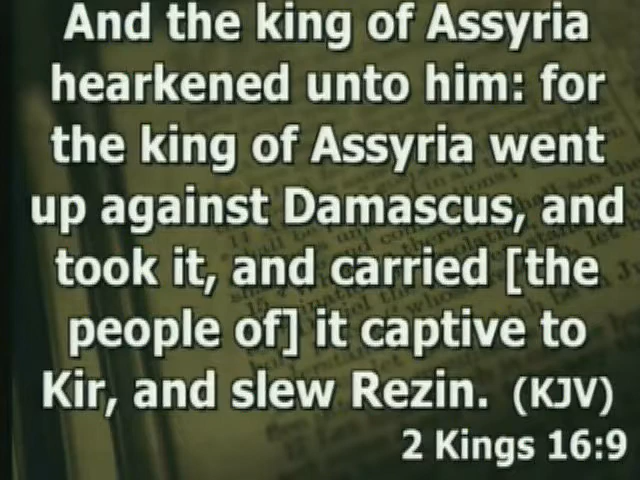 And the king of Assyria
hearkened unto him: for
the king of Assyria went
up against Damascus, and
took it, and carried [the
people of] it captive to
Kir, and slew Rezin. (KJV)
2 Kings 16:9